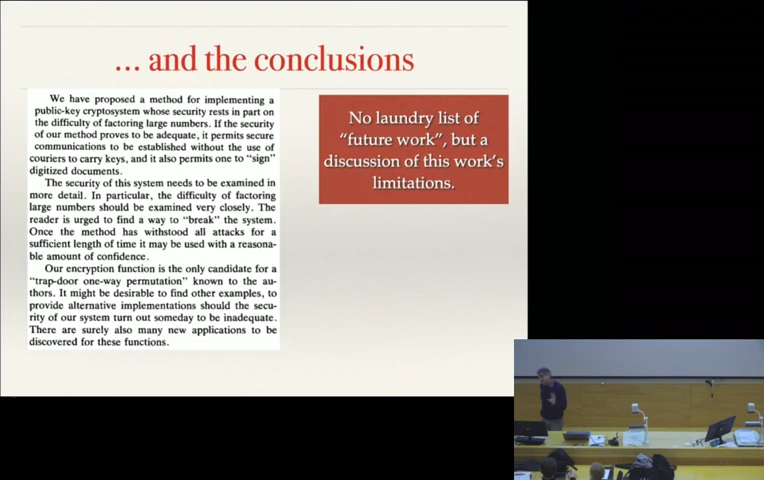 ... and the conclusions
We have proposed a method for implementing a
public-key cryptosystem whose security rests in part on
the difficulty of factoring large numbers. If the security
of our method proves to be adequate, it permits secure
communications to be established without the use of
couriers to carry keys, and it also permits one to “sign”
digitized documents.
The security of this system needs to be examined in
more detail. In particular, the difficulty of factoring
large numbers should be examined very closely. The
reader is urged to find a way to “break” the system.
Once the method has withstood all attacks for a
sufficient length of time it may be used with a reasona-
ble amount of confidence.
Our encryption function is the only candidate for a
“trap-door one-way permutation” known to the au-
thors. It might be desirable to find other examples, to
provide alternative implementations should the secu-
rity of our system turn out someday to be inadequate.
There are surely also many new applications to be
discovered for these functions.
No laundry list of
“future work”, but a
discussion of this work’s
limitations.